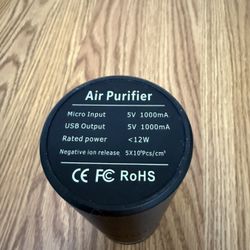 Air Purifier
Micro Input 5V 1000mA
USB Output 5V 1000mA
Rated power <12W
Negative ion release 5X10⁶Pcs/cm³
CE FC RoHS